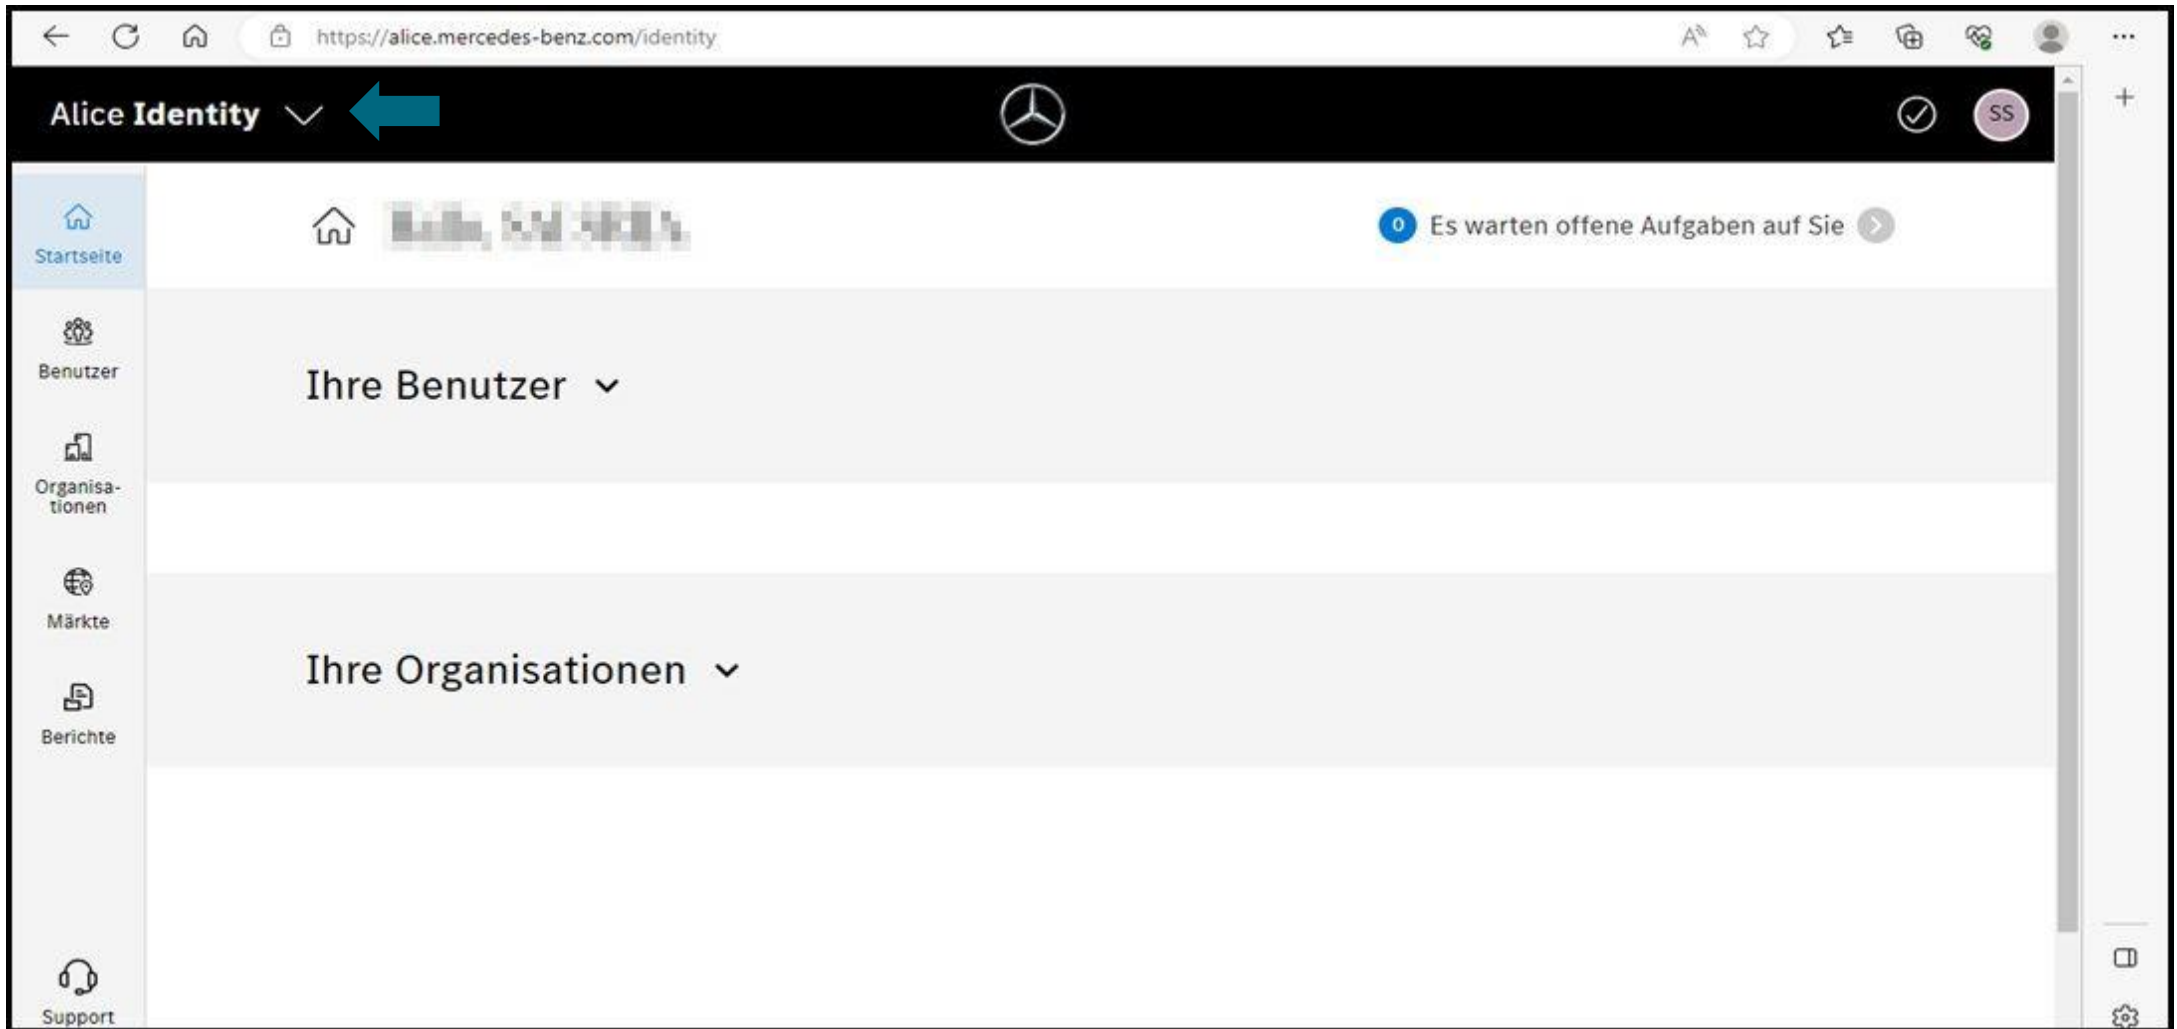 https://alice.mercedes-benz.com/identity
Alice Identity
SS
Startseite
0 Es warten offene Aufgaben auf Sie
Benutzer
Ihre Benutzer
Organisa-
tionen
Märkte
Ihre Organisationen
Berichte
Support